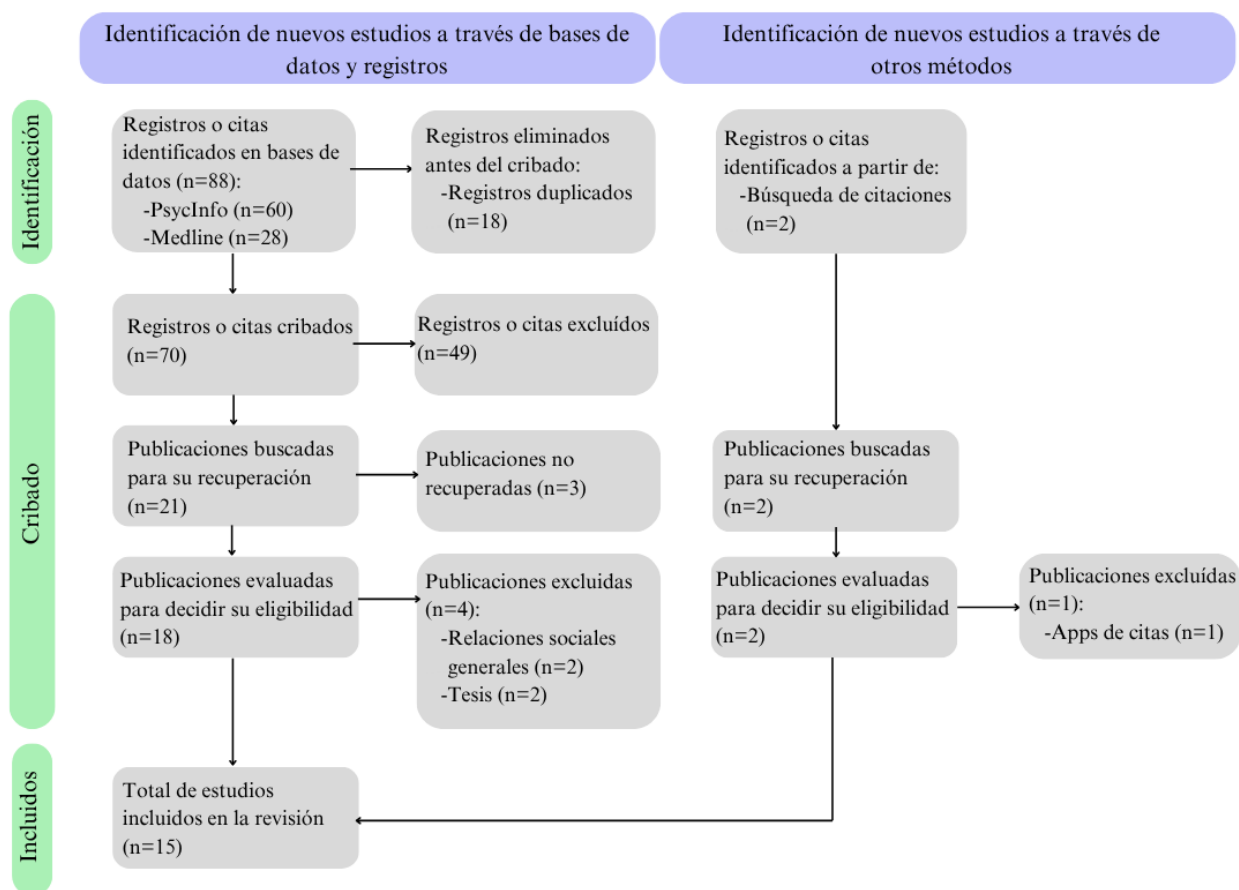 Identificación de nuevos estudios a través de bases de
datos y registros
Identificación de nuevos estudios a través de
otros métodos
Identificación
Registros o citas
identificados en bases de
datos (n=88):
-PsycInfo (n=60)
-Medline (n=28)
Registros eliminados
antes del cribado:
-Registros duplicados
(n=18)
Registros o citas
identificados a partir de:
-Búsqueda de citaciones
(n=2)
Cribado
Registros o citas cribados
(n=70)
Registros o citas excluídos
(n=49)
Publicaciones buscadas
para su recuperación
(n=21)
Publicaciones no
recuperadas (n=3)
Publicaciones buscadas
para su recuperación
(n=2)
Publicaciones evaluadas
para decidir su eligibilidad
(n=18)
Publicaciones excluidas
(n=4):
-Relaciones sociales
generales (n=2)
-Tesis (n=2)
Publicaciones evaluadas
para decidir su eligibilidad
(n=2)
Publicaciones excluídas
(n=1):
-Apps de citas (n=1)
Incluidos
Total de estudios
incluidos en la revisión
(n=15)